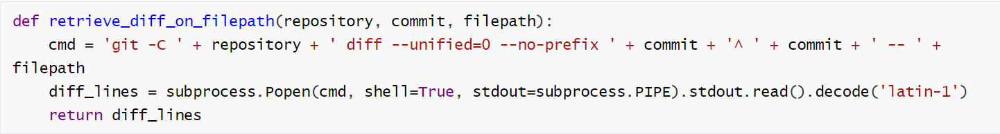 def retrieve_diff_on_filepath(repository, commit, filepath):
    cmd = 'git -C ' + repository + ' diff --unified=0 --no-prefix ' + commit + '^ ' + commit + ' -- ' +
filepath
    diff_lines = subprocess.Popen(cmd, shell=True, stdout=subprocess.PIPE).stdout.read().decode('latin-1')
    return diff_lines